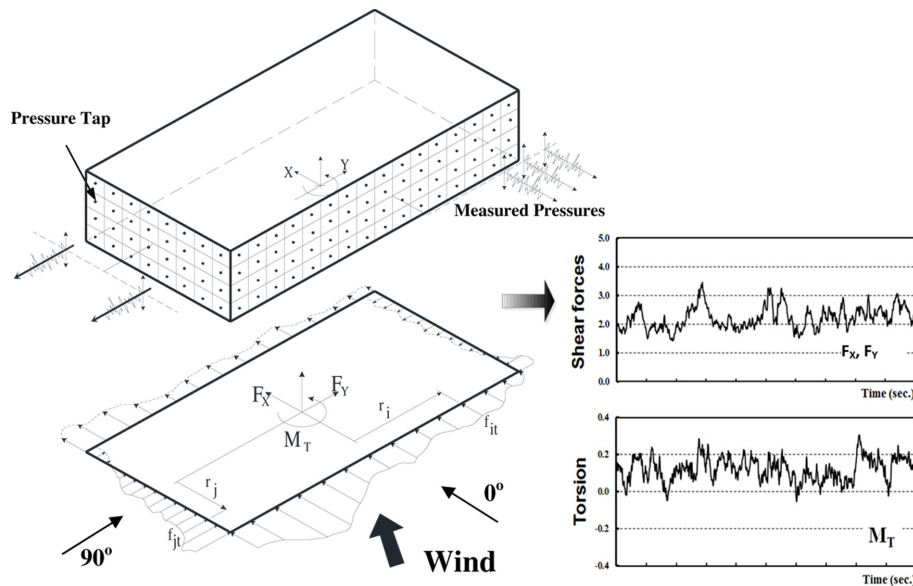 Pressure Tap
X
Y
Measured Pressures
Shear forces
5.0
4.0
3.0
2.0
1.0
0.0
Fx, FY
Time (sec.)
FX
FY
MT
ri
rj
fit
fjt
0º
90º
Wind
Torsion
0.4
0.2
0.0
-0.2
-0.4
MT
Time (sec.)